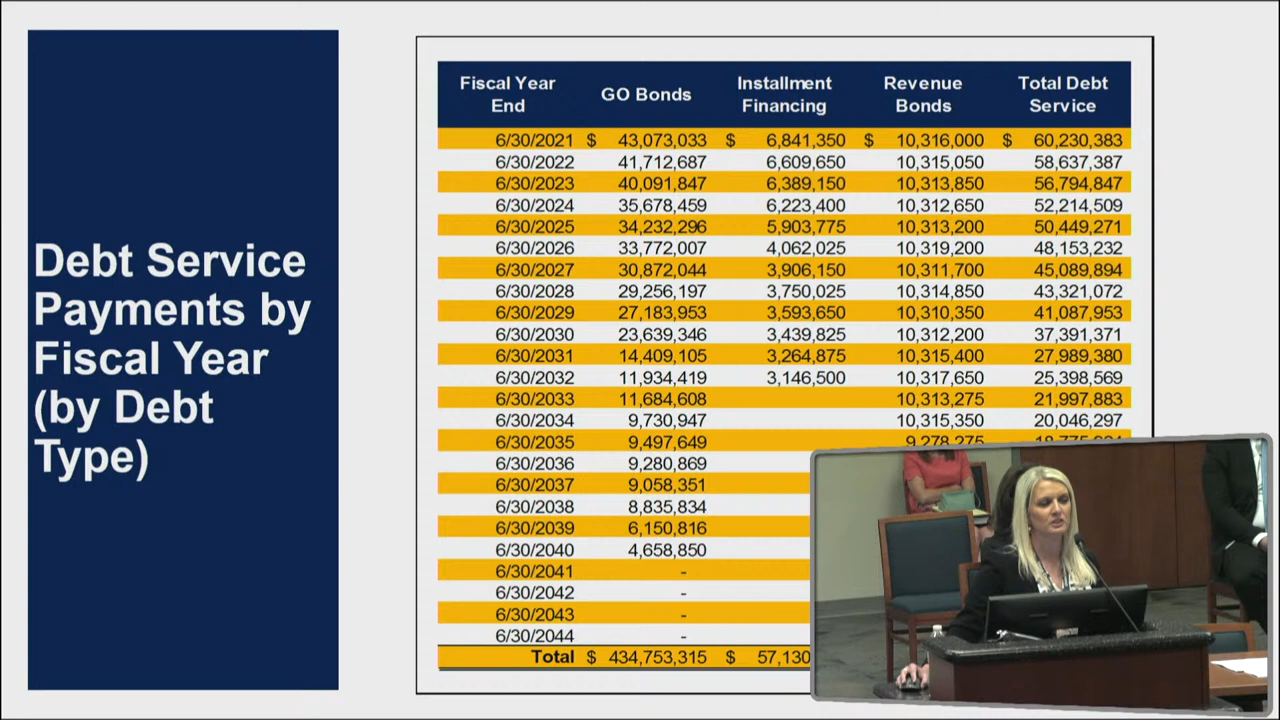 Debt Service
Payments by
Fiscal Year
(by Debt
Type)
Fiscal Year End GO Bonds Installment Financing Revenue Bonds Total Debt Service
6/30/2021 $ 43,073,033 $ 6,841,350 $ 10,316,000 $ 60,230,383
6/30/2022 41,712,687 6,609,650 10,315,050 58,637,387
6/30/2023 40,091,847 6,389,150 10,313,850 56,794,847
6/30/2024 35,678,459 6,223,400 10,312,650 52,214,509
6/30/2025 34,232,296 5,903,775 10,313,200 50,449,271
6/30/2026 33,772,007 4,062,025 10,319,200 48,153,232
6/30/2027 30,872,044 3,906,150 10,311,700 45,089,894
6/30/2028 29,256,197 3,750,025 10,314,850 43,321,072
6/30/2029 27,183,953 3,593,650 10,310,350 41,087,953
6/30/2030 23,639,346 3,439,825 10,312,200 37,391,371
6/30/2031 14,409,105 3,264,875 10,315,400 27,989,380
6/30/2032 11,934,419 3,146,500 10,317,650 25,398,569
6/30/2033 11,684,608 10,313,275 21,997,883
6/30/2034 9,730,947 10,315,350 20,046,297
6/30/2035 9,497,649 9,278,275
6/30/2036 9,280,869
6/30/2037 9,058,351
6/30/2038 8,835,834
6/30/2039 6,150,816
6/30/2040 4,658,850
6/30/2041 -
6/30/2042 -
6/30/2043 -
6/30/2044 -
Total $ 434,753,315 $ 57,130